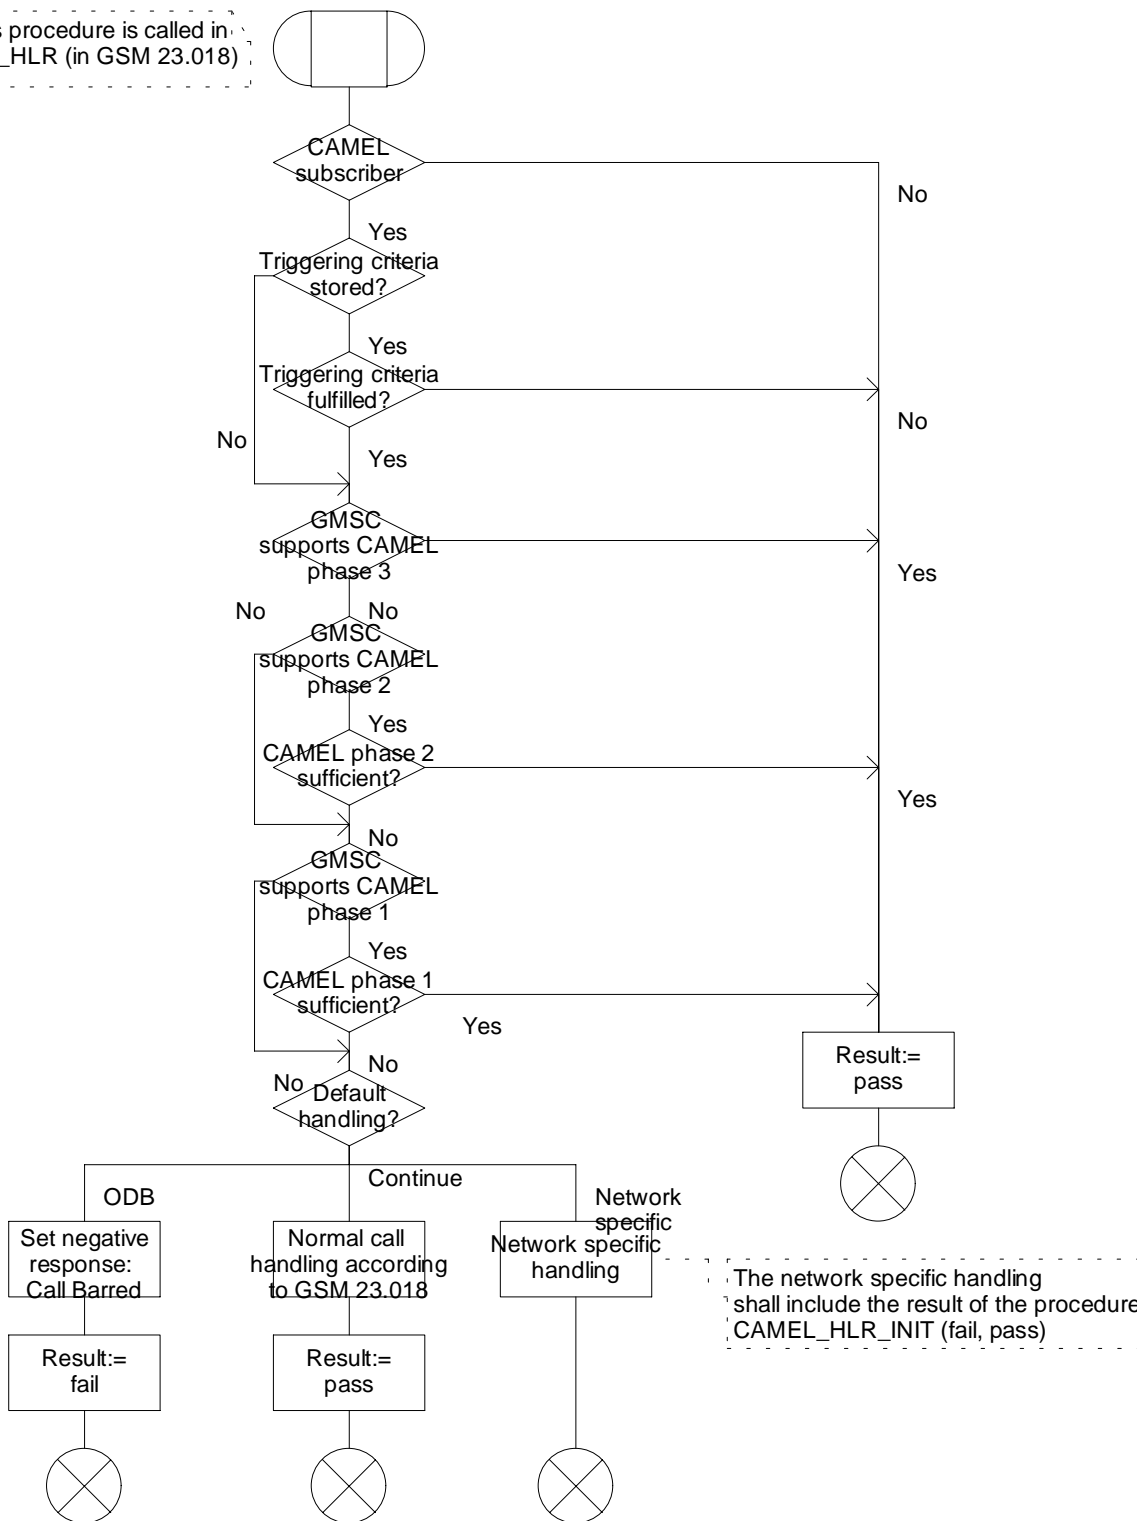 s procedure is called in
_HLR (in GSM 23.018)
CAMEL
subscriber
No
Yes
Triggering criteria
stored?
Yes
Triggering criteria
fulfilled?
No
No
Yes
GMSC
supports CAMEL
phase 3
Yes
No
No
GMSC
supports CAMEL
phase 2
Yes
CAMEL phase 2
sufficient?
Yes
No
GMSC
supports CAMEL
phase 1
Yes
CAMEL phase 1
sufficient?
Yes
No
No
Default
handling?
Result:=
pass
ODB
Continue
Network
specific
Set negative
response:
Call Barred
Normal call
handling according
to GSM 23.018
Network specific
handling
The network specific handling
shall include the result of the procedure
CAMEL_HLR_INIT (fail, pass)
Result:=
fail
Result:=
pass